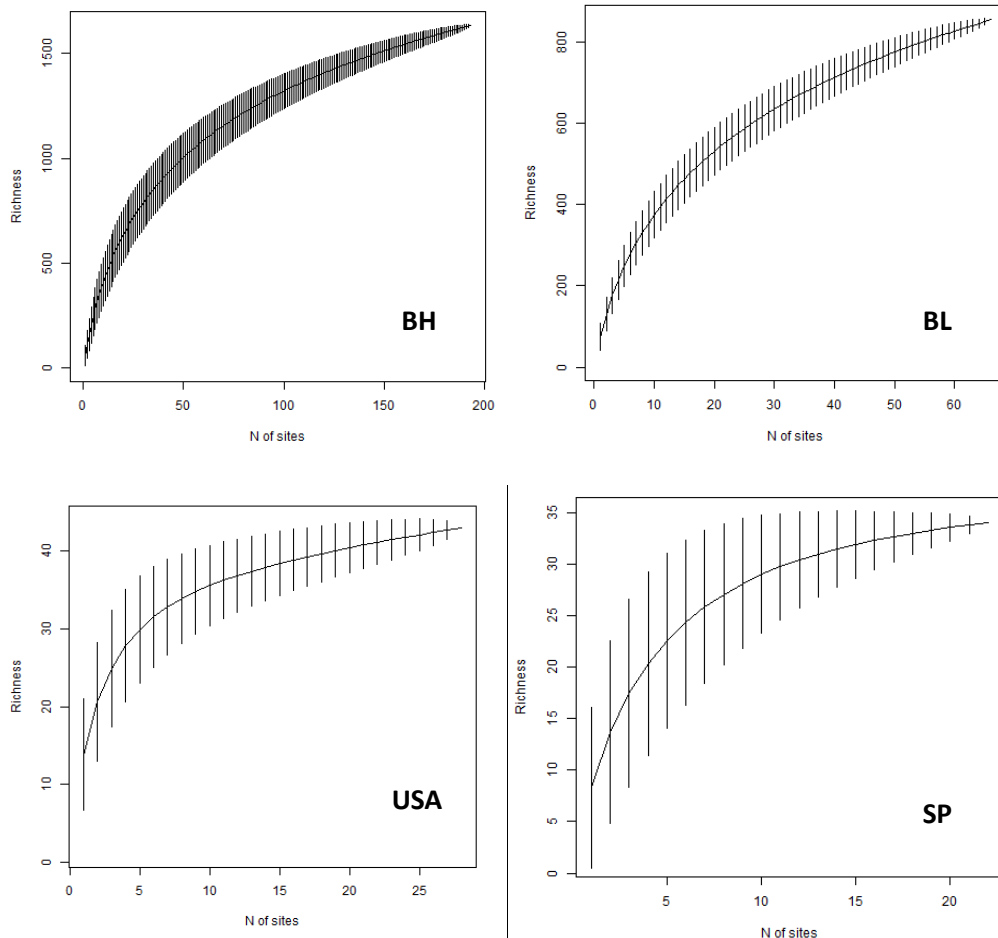 Richness
0 500 1000 1500
BH
0 50 100 150 200
N of sites
Richness
0 200 400 600 800
BL
0 10 20 30 40 50 60
N of sites
Richness
0 10 20 30 40
USA
0 5 10 15 20 25
N of sites
Richness
0 5 10 15 20 25 30 35
SP
5 10 15 20
N of sites